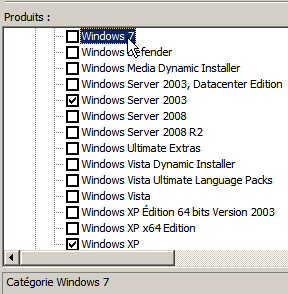 Produits :
Windows 7
Windows Defender
Windows Media Dynamic Installer
Windows Server 2003, Datacenter Edition
Windows Server 2003
Windows Server 2008
Windows Server 2008 R2
Windows Ultimate Extras
Windows Vista Dynamic Installer
Windows Vista Ultimate Language Packs
Windows Vista
Windows XP Édition 64 bits Version 2003
Windows XP x64 Edition
Windows XP
Catégorie Windows 7